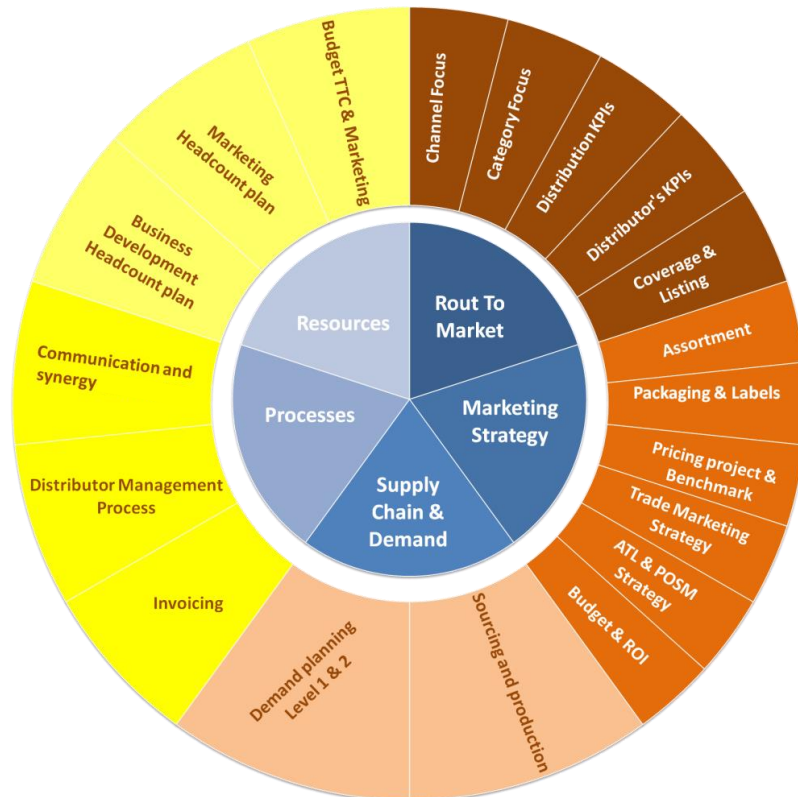 Rout To
Market
Marketing
Strategy
Supply
Chain &
Demand
Processes
Resources
Channel Focus
Category Focus
Distribution KPIs
Distributor's KPIs
Coverage &
Listing
Assortment
Packaging & Labels
Pricing project &
Benchmark
Trade Marketing
Strategy
ATL & POSM
Strategy
Budget & ROI
Sourcing and production
Demand planning
Level 1 & 2
Invoicing
Distributor Management
Process
Communication and
synergy
Business
Development
Headcount plan
Marketing
Headcount plan
Budget TTC & Marketing